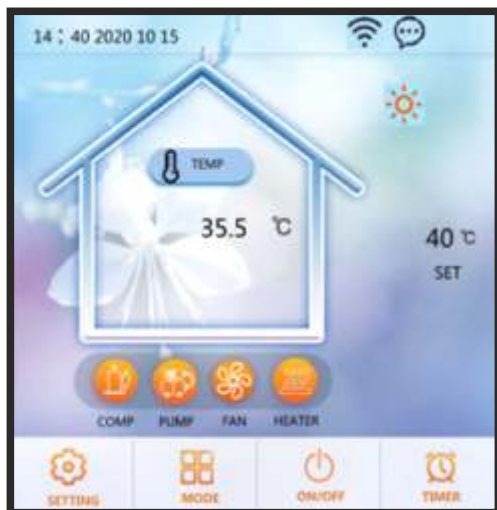 14：40 2020 10 15
TEMP
35.5 ℃
40 ℃
SET
COMP PUMP FAN HEATER
SETTING MODE ON/OFF TIMER